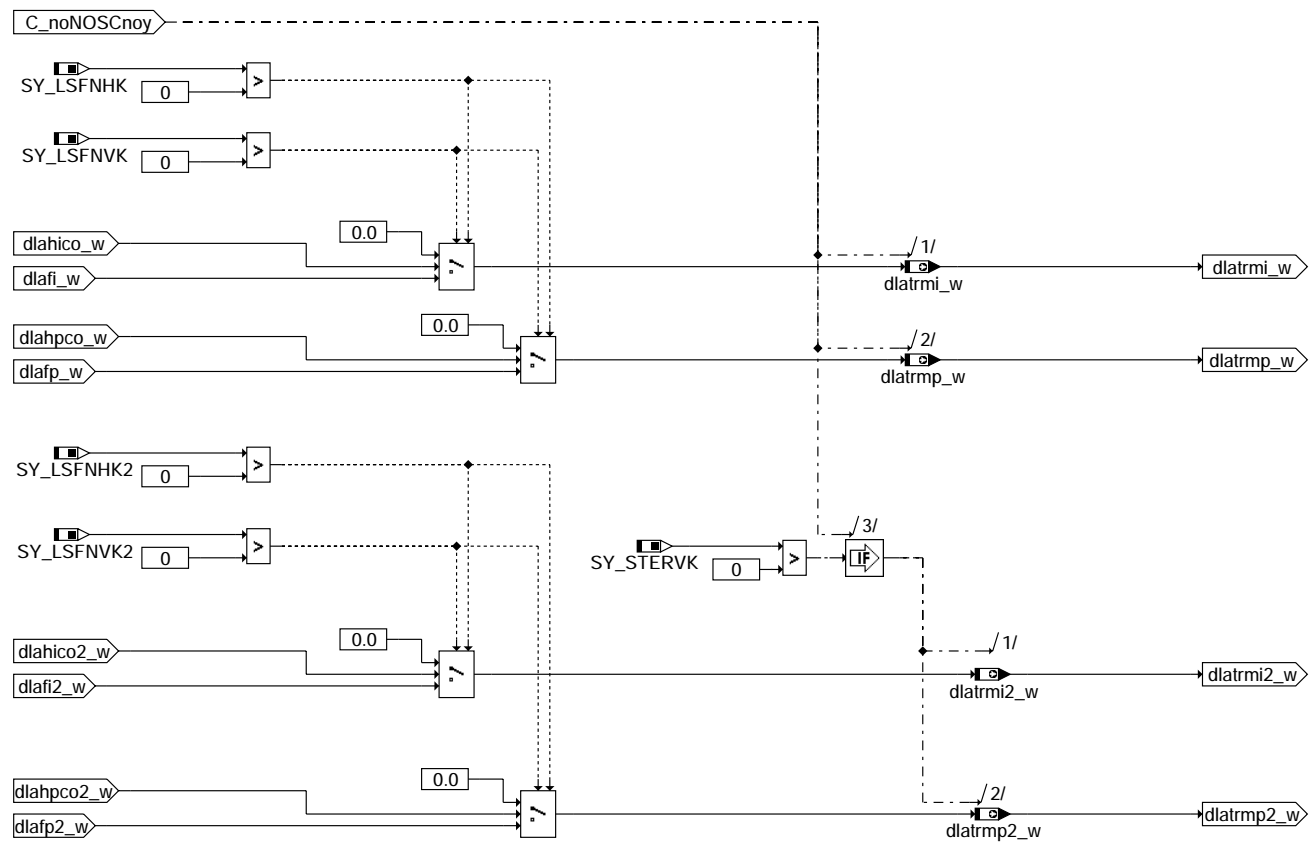 C_noNOSCnoy
SY_LSFNHK
0
>
SY_LSFNVK
0
>
dlahico_w
dlafi_w
0.0
/1/
dlatrmi_w
dlatrmi_w
dlahpco_w
dlafp_w
0.0
/2/
dlatrmp_w
dlatrmp_w
SY_LSFNHK2
0
>
SY_LSFNVK2
0
>
SY_STERVK
0
>
/3/
IF
dlahico2_w
dlafi2_w
0.0
/1/
dlatrmi2_w
dlatrmi2_w
dlahpco2_w
dlafp2_w
0.0
/2/
dlatrmp2_w
dlatrmp2_w